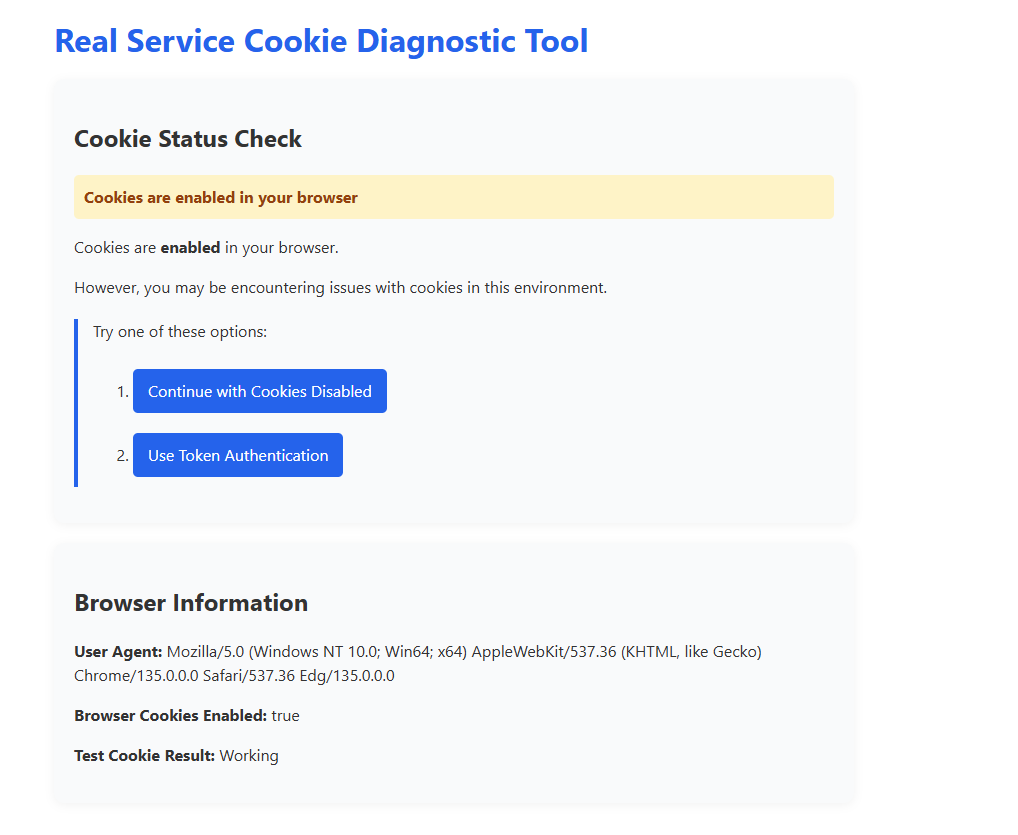 Real Service Cookie Diagnostic Tool
Cookie Status Check
Cookies are enabled in your browser
Cookies are enabled in your browser.
However, you may be encountering issues with cookies in this environment.
Try one of these options:
1. Continue with Cookies Disabled
2. Use Token Authentication
Browser Information
User Agent: Mozilla/5.0 (Windows NT 10.0; Win64; x64) AppleWebKit/537.36 (KHTML, like Gecko)
Chrome/135.0.0.0 Safari/537.36 Edg/135.0.0.0
Browser Cookies Enabled: true
Test Cookie Result: Working